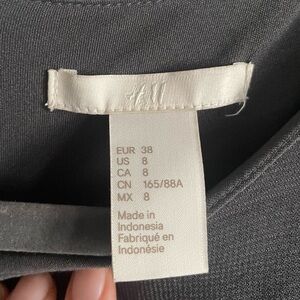 H&M
EUR 38
US 8
CA 8
CN 165/88A
MX 8
Made in
Indonesia
Fabriqué en
Indonésie